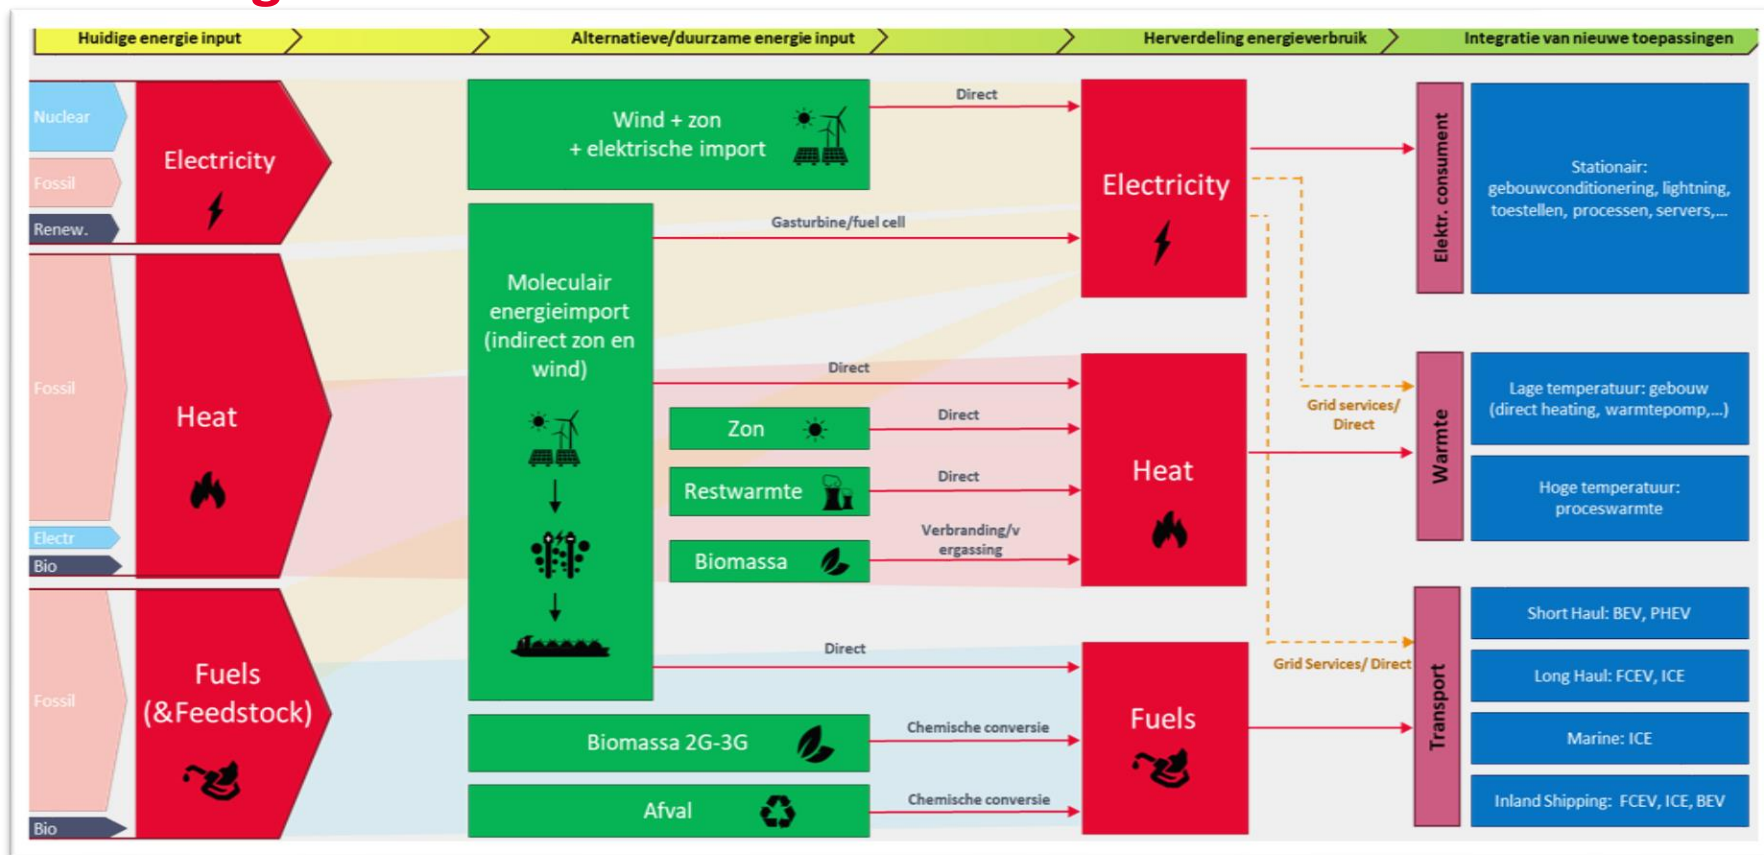 Huidige energie input
Alternatieve/duurzame energie input
Herverdeling energieverbruik
Integratie van nieuwe toepassingen
Nuclear
Fossil
Renew.
Electricity
Fossil
Electr
Bio
Heat
Fossil
Bio
Fuels
(&Feedstock)
Wind + zon
+ elektrische import
Moleculair
energieimport
(indirect zon en
wind)
Zon
Restwarmte
Biomassa
Biomassa 2G-3G
Afval
Direct
Gasturbine/fuel cell
Direct
Direct
Direct
Verbranding/v
ergassing
Direct
Chemische conversie
Chemische conversie
Electricity
Heat
Fuels
Grid services/
Direct
Grid Services/ Direct
Elektr. consument
Stationair:
gebouwconditionering, lightning,
toestellen, processen, servers,...
Warmte
Lage temperatuur: gebouw
(direct heating, warmtepomp,...)
Hoge temperatuur:
proceswarmte
Transport
Short Haul: BEV, PHEV
Long Haul: FCEV, ICE
Marine: ICE
Inland Shipping: FCEV, ICE, BEV